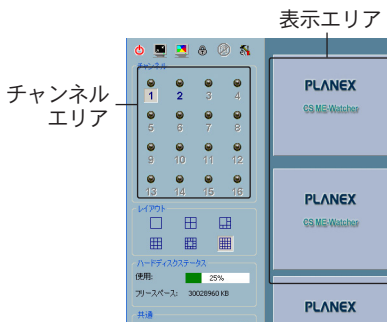 表示エリア
チャンネル
エリア
チャンネル
1 2 3 4
5 6 7 8
9 10 11 12
13 14 15 16
レイアウト
ハードディスクステータス
使用: 25%
フリースペース: 30028960 KB
共通
PLANEX
CS ME-Watcher
PLANEX
CS ME-Watcher
PLANEX